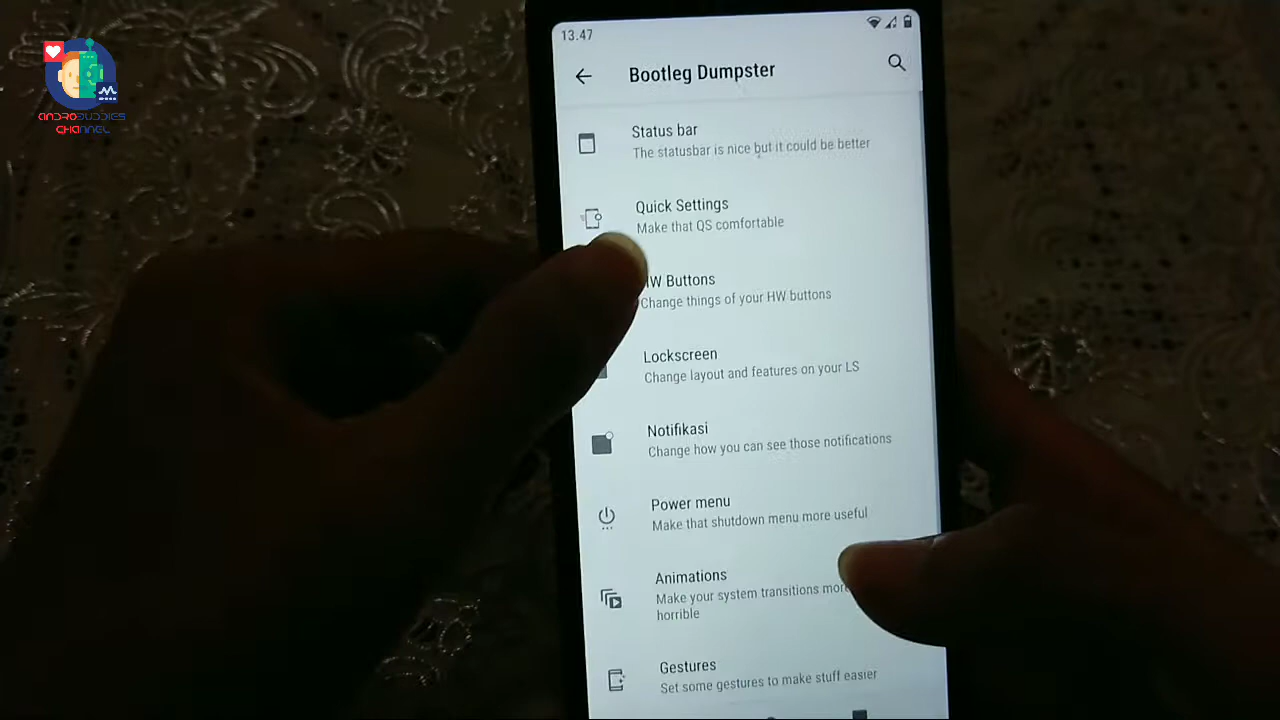 ANDROBUDDIES
CHANNEL
13.47
Bootleg Dumpster
Status bar
The statusbar is nice but it could be better
Quick Settings
Make that QS comfortable
HW Buttons
Change things of your HW buttons
Lockscreen
Change layout and features on your LS
Notifikasi
Change how you can see those notifications
Power menu
Make that shutdown menu more useful
Animations
Make your system transitions more
horrible
Gestures
Set some gestures to make stuff easier